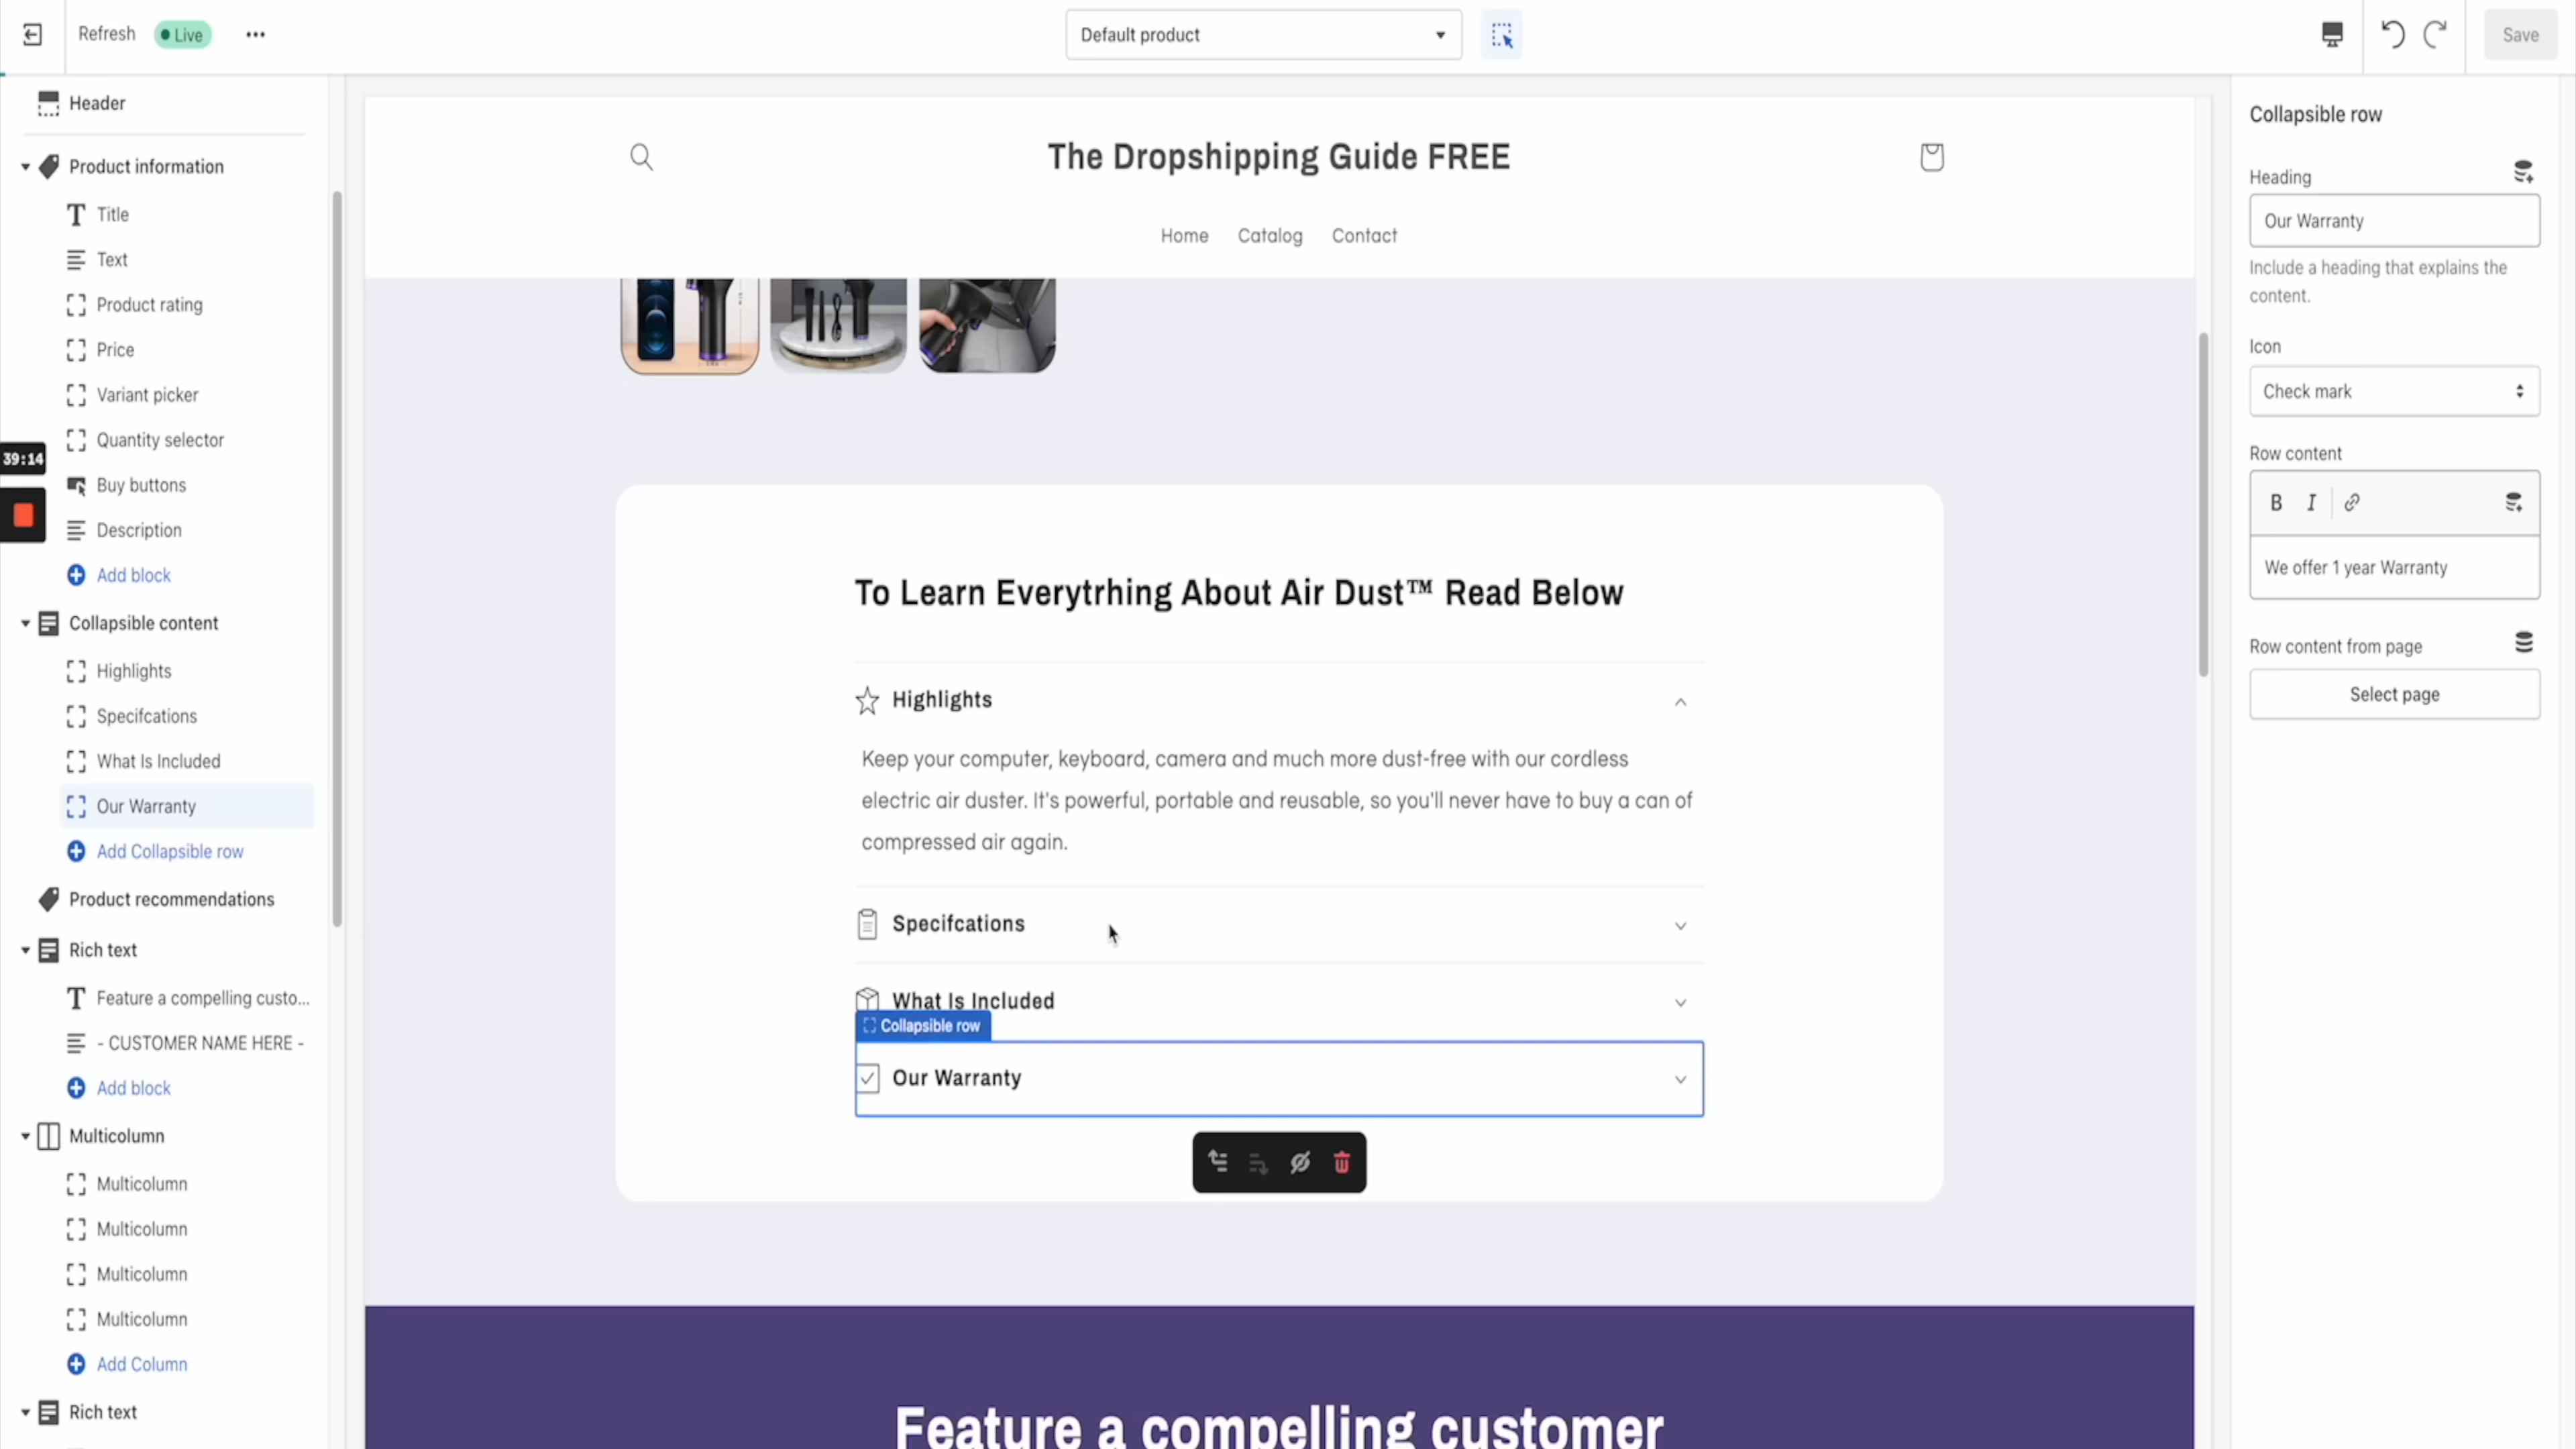 Refresh
Live
Default product
Save
Header
Product information
Title
Text
Product rating
Price
Variant picker
Quantity selector
Buy buttons
Description
Add block
Collapsible content
Highlights
Specifcations
What Is Included
Our Warranty
Add Collapsible row
Product recommendations
Rich text
Feature a compelling custo...
- CUSTOMER NAME HERE -
Add block
Multicolumn
Multicolumn
Multicolumn
Multicolumn
Multicolumn
Add Column
Rich text
39:14
The Dropshipping Guide FREE
Home Catalog Contact
To Learn Everytrhing About Air Dust™ Read Below
Highlights
Keep your computer, keyboard, camera and much more dust-free with our cordless
electric air duster. It's powerful, portable and reusable, so you'll never have to buy a can of
compressed air again.
Specifcations
What Is Included
Collapsible row
Our Warranty
Feature a compelling customer
Collapsible row
Heading
Our Warranty
Include a heading that explains the
content.
Icon
Check mark
Row content
B I
We offer 1 year Warranty
Row content from page
Select page